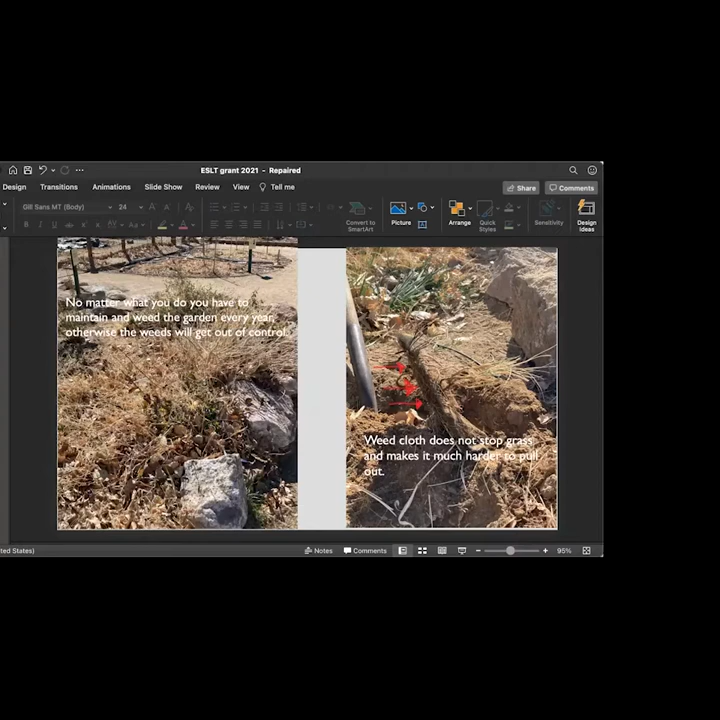 ESLT grant 2021 - Repaired
Design Transitions Animations Slide Show Review View Tell me Share Comments
Gill Sans MT (Body) 24
Convert to
SmartArt
Picture
Arrange
Quick
Styles
Sensitivity
Design
Ideas
No matter what you do you have to
maintain and weed the garden every year,
otherwise the weeds will get out of control.
Weed cloth does not stop grass
and makes it much harder to pull
out.
ted States) Notes Comments 95%